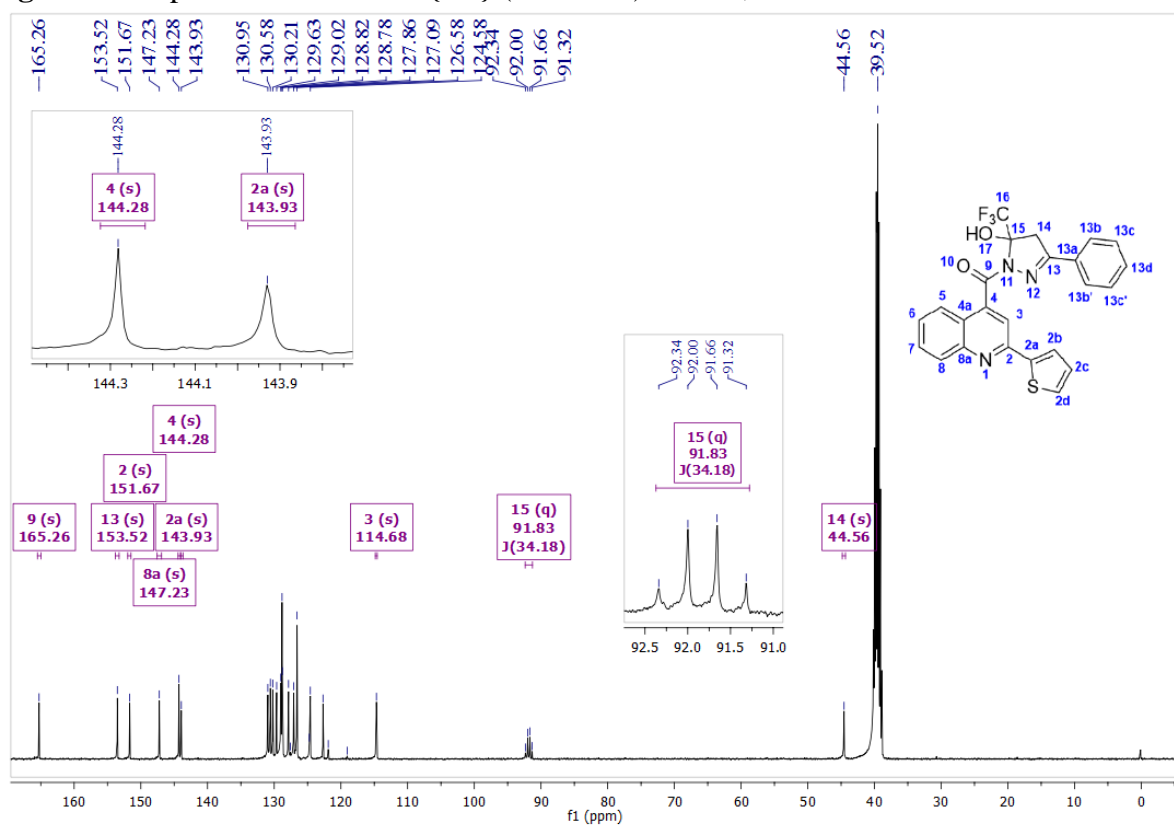 165.26
153.52
151.67
147.23
144.28
143.93
130.95
130.58
130.21
129.63
129.02
128.82
128.78
127.86
127.09
126.58
124.58
92.34
92.00
91.66
91.32
44.56
39.52
144.28
143.93
4 (s)
144.28
2a (s)
143.93
144.3 144.1 143.9
F3C
16
15
14
HO
17
13b
13c
13a
13d
13
13b'
13c'
O
10
9
N
11
N
12
4
5
4a
3
6
7
8
8a
N
1
2
2a
2b
2c
S
2d
92.34
92.00
91.66
91.32
15 (q)
91.83
J(34.18)
92.5 92.0 91.5 91.0
4 (s)
144.28
2 (s)
151.67
9 (s)
165.26
13 (s)
153.52
2a (s)
143.93
8a (s)
147.23
3 (s)
114.68
15 (q)
91.83
J(34.18)
14 (s)
44.56
160 150 140 130 120 110 100 90 80 70 60 50 40 30 20 10 0
f1 (ppm)